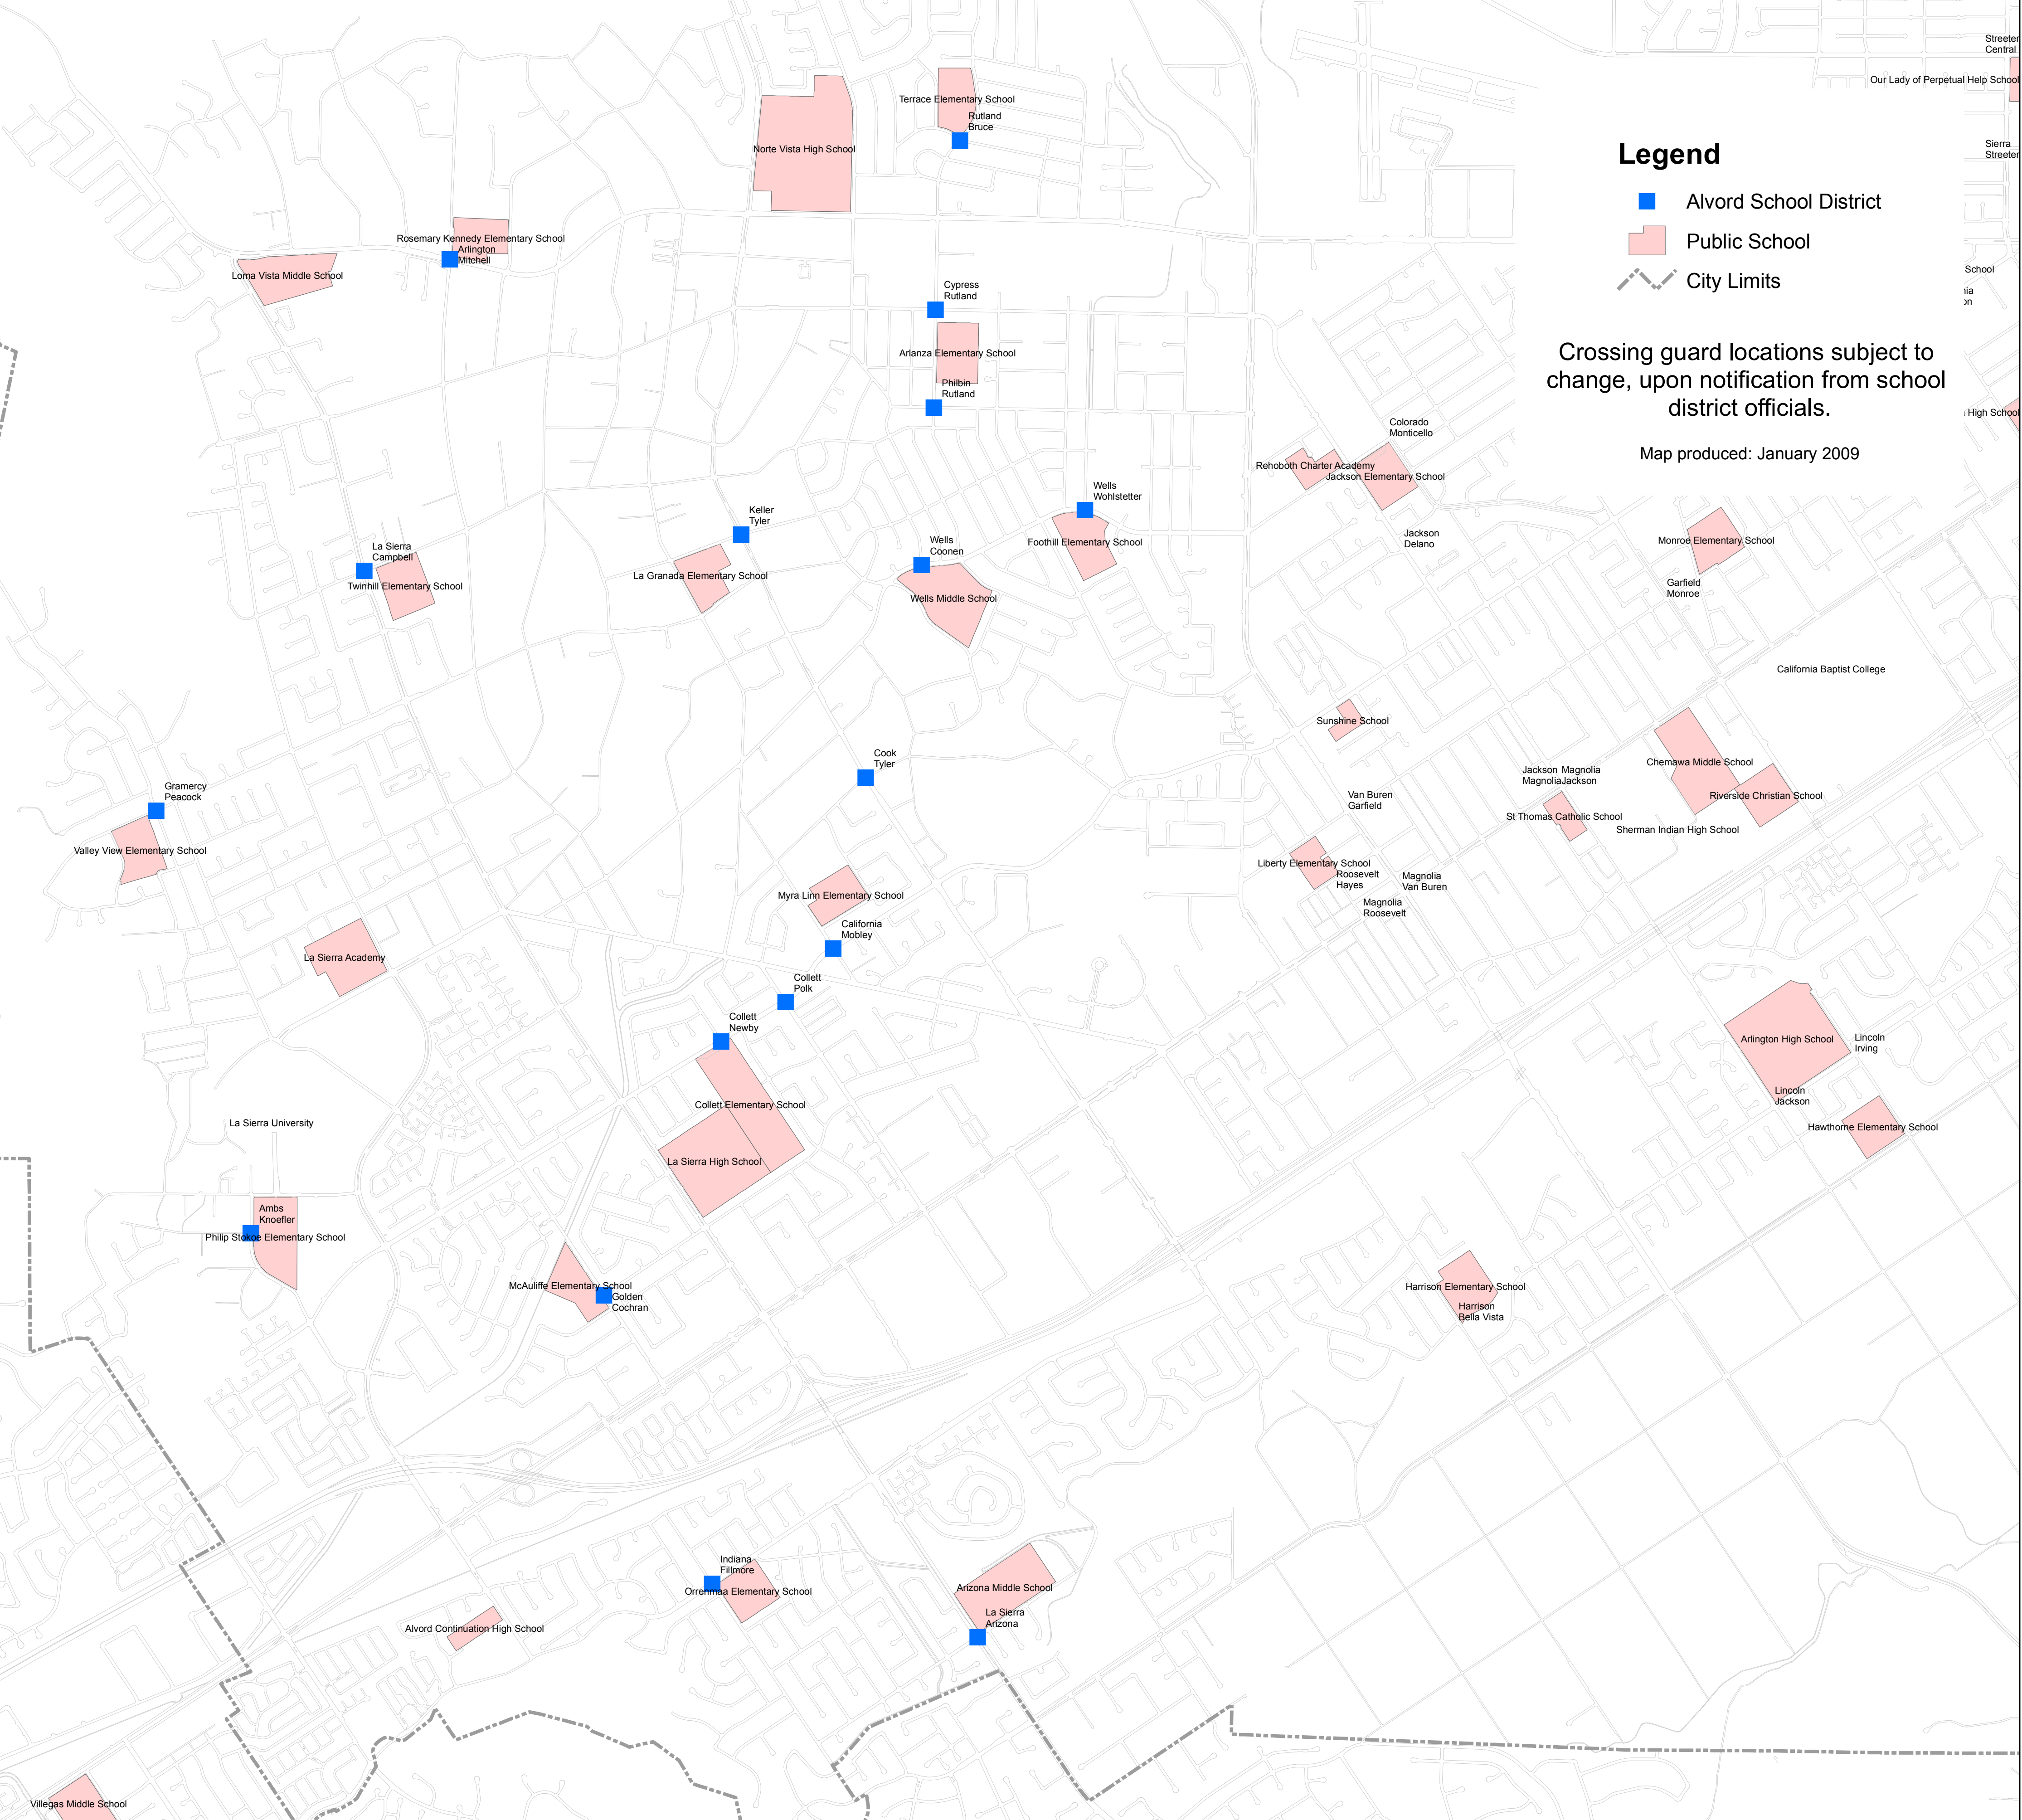 Streeter
Central
Our Lady of Perpetual Help School
Terrace Elementary School
Rutland
Bruce
Norte Vista High School
Sierra
Streeter
Legend
Alvord School District
Public School
City Limits
Crossing guard locations subject to
change, upon notification from school
district officials.
Map produced: January 2009
School
High School
Rosemary Kennedy Elementary School
Arlington
Mitchell
Loma Vista Middle School
Cypress
Rutland
Arlanza Elementary School
Philbin
Rutland
Colorado
Monticello
Rehoboth Charter Academy
Jackson Elementary School
Wells
Wohlstetter
Keller
Tyler
Jackson
Delano
Monroe Elementary School
Foothill Elementary School
Wells
Coonen
La Sierra
Campbell
Twinhill Elementary School
La Granada Elementary School
Wells Middle School
Garfield
Monroe
California Baptist College
Sunshine School
Cook
Tyler
Chemawa Middle School
Jackson Magnolia
MagnoliaJackson
Gramercy
Peacock
Van Buren
Garfield
Riverside Christian School
St Thomas Catholic School
Sherman Indian High School
Valley View Elementary School
Liberty Elementary School
Roosevelt
Hayes
Magnolia
Van Buren
Myra Linn Elementary School
Magnolia
Roosevelt
California
Mobley
La Sierra Academy
Collett
Polk
Collett
Newby
Arlington High School
Lincoln
Irving
Lincoln
Jackson
Collett Elementary School
La Sierra University
Hawthorne Elementary School
La Sierra High School
Ambs
Knoefler
Philip Stokoe Elementary School
McAuliffe Elementary School
Golden
Cochran
Harrison Elementary School
Harrison
Bella Vista
Indiana
Fillmore
Orrenmaa Elementary School
Arizona Middle School
La Sierra
Arizona
Alvord Continuation High School
Villegas Middle School